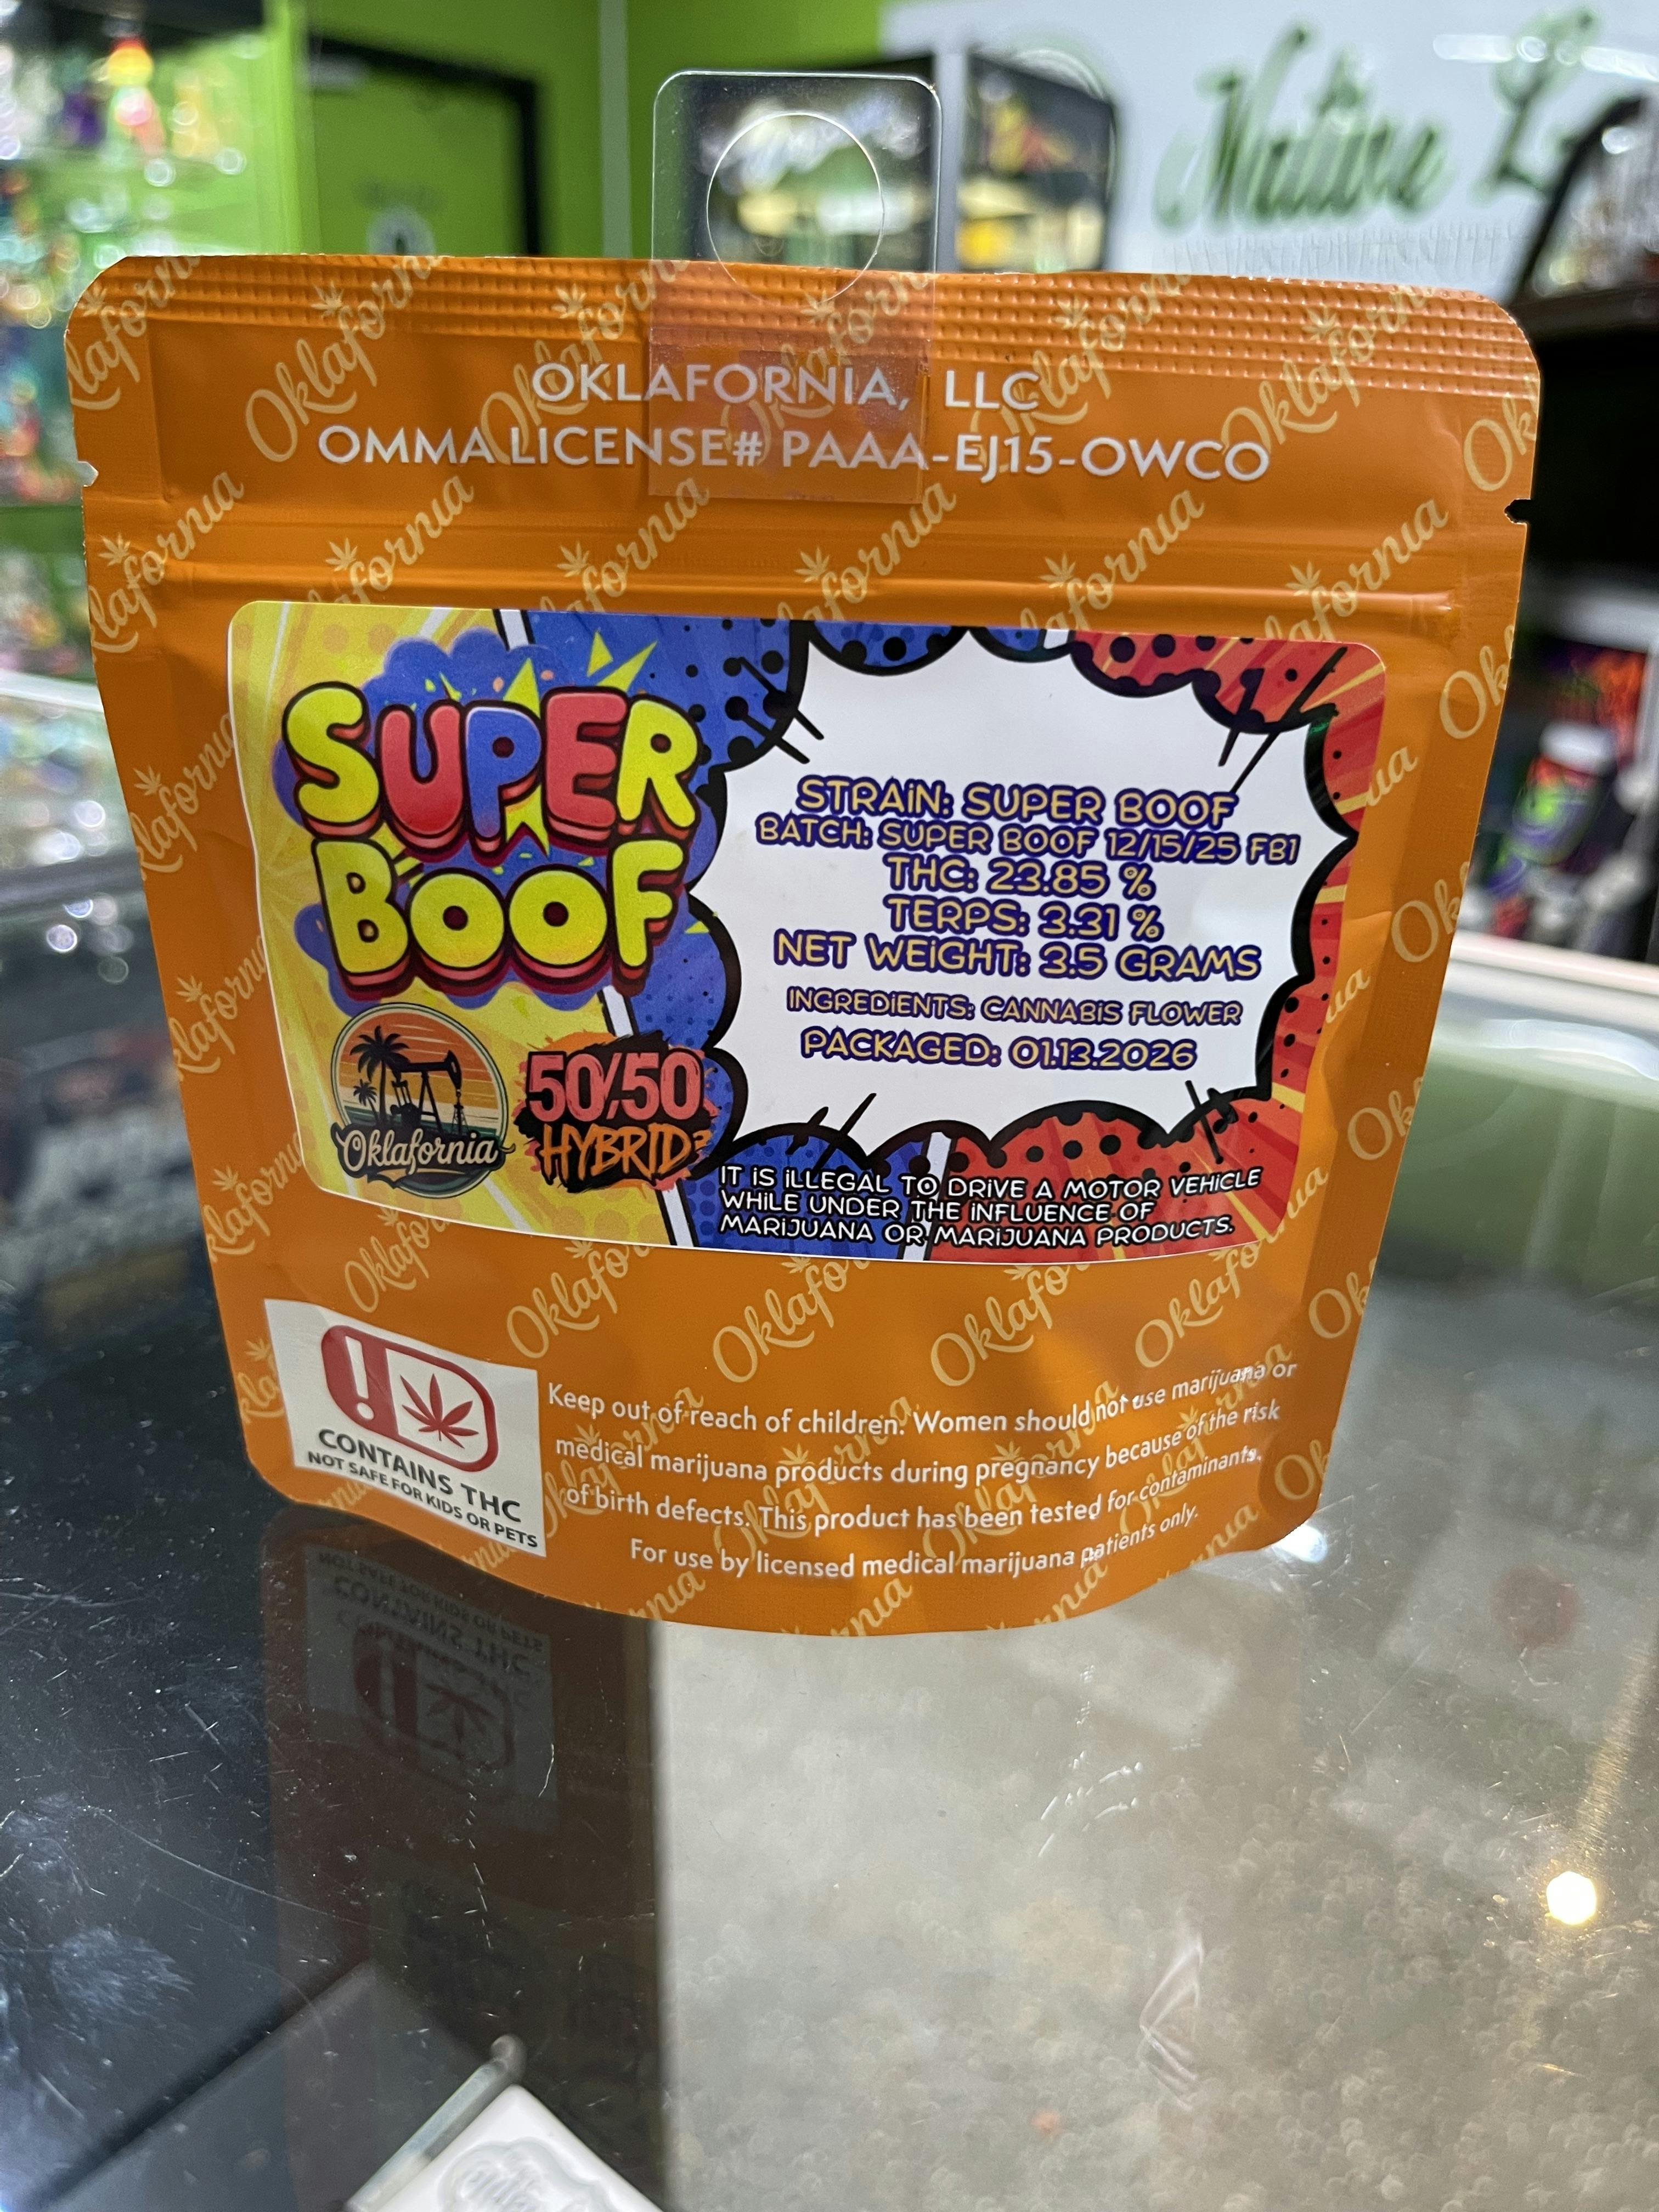 Nature
OKLAFORNIA, LLC
OMMA LICENSE# PAAA-EJ15-OWCO
SUPER
BOOF
Oklafornia
50/50
HYBRID
STRAIN: SUPER BOOF
BATCH: SUPER BOOF 12/15/25 FB1
THC: 23.85 %
TERPS: 3.31 %
NET WEIGHT: 3.5 GRAMS
INGREDIENTS: CANNABIS FLOWER
PACKAGED: 01.13.2026
IT IS ILLEGAL TO DRIVE A MOTOR VEHICLE
WHILE UNDER THE INFLUENCE OF
MARIJUANA OR MARIJUANA PRODUCTS.
CONTAINS THC
NOT SAFE FOR KIDS OR PETS
Keep out of reach of children. Women should not use marijuana or
medical marijuana products during pregnancy because of the risk
of birth defects. This product has been tested for contaminants.
For use by licensed medical marijuana patients only.